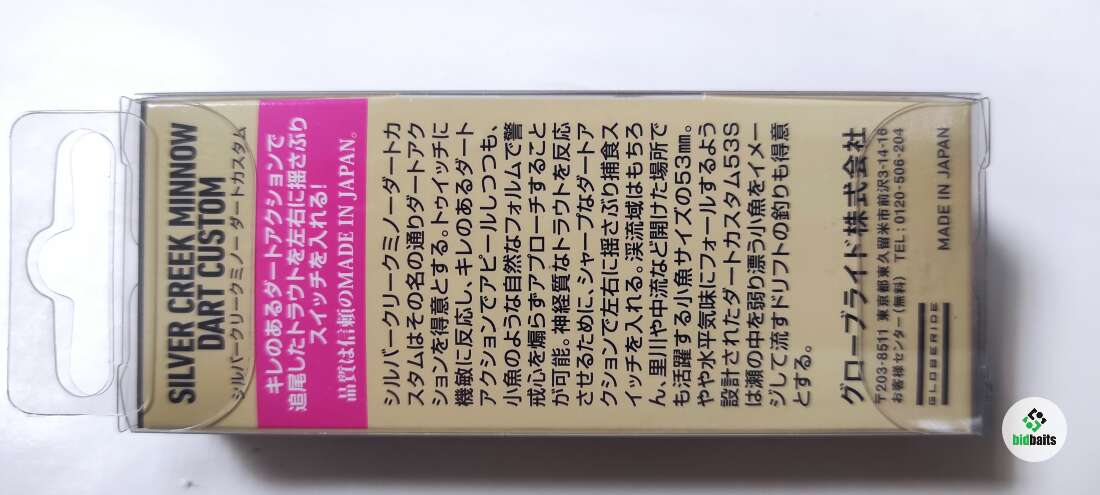 SILVER CREEK MINNOW
DART CUSTOM
シルバークリークミノーダートカスタム
キレのあるダートアクションで
追尾したトラウトを左右に揺さぶり
スイッチを入れる!
品質は信頼のMADE IN JAPAN。
シルバークリークミノーダートカ
スタムはその名の通りダートアク
ションを得意とする。トゥイッチに
機敏に反応し、キレのあるダート
アクションでアピールしつつも、
小魚のような自然なフォルムで警
戒心を煽らずアプローチすること
が可能。神経質なトラウトを反応
させるために、シャープなダートア
クションで左右に揺さぶり捕食ス
イッチを入れる。渓流域はもちろ
ん、里川や中流など開けた場所で
も活躍する小魚サイズの53mm。
やや水平気味にフォールするよう
設計されたダートカスタム53S
は瀬の中を弱り漂う小魚をイメー
ジして流すドリフトの釣りも得意
とする。
グローブライド株式会社
〒203-8511 東京都東久留米市前沢3-14-16
お客様センター(無料) TEL:0120-506-204
GLOBERIDE
MADE IN JAPAN
bidbaits